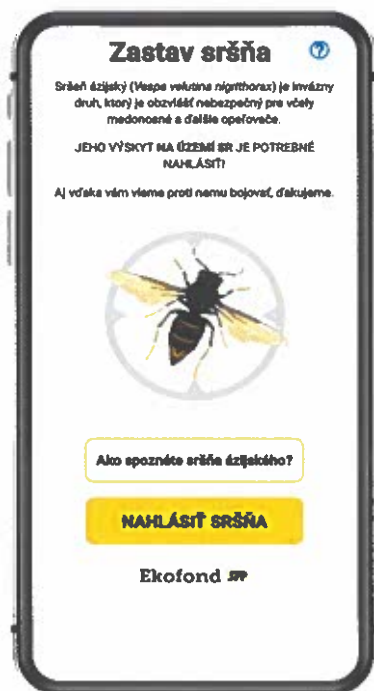 Zastav sršňa
Sršeň ázijský (Vespa velutina nigrithorax) je invázny
druh, ktorý je obzvlášť nebezpečný pre včely
medonosné a ďalšie opeľovače.
JEHO VÝSKYT NA ÚZEMÍ SR JE POTREBNÉ
NAHLÁSIŤ!
Aj vďaka vám vieme proti nemu bojovať, ďakujeme.
Ako spoznáte sršňa ázijského?
NAHLÁSIŤ SRŠŇA
Ekofond SPP